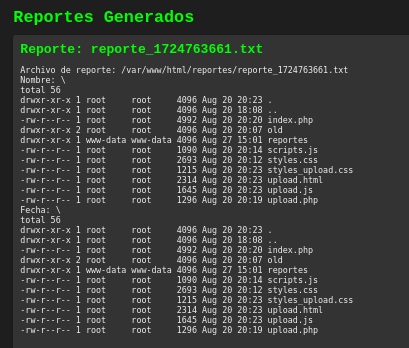 Reportes Generados
Reporte: reporte_1724763661.txt
Archivo de reporte: /var/www/html/reportes/reporte_1724763661.txt
Nombre: \
total 56
drwxr-xr-x 1 root     root     4096 Aug 20 20:23 .
drwxr-xr-x 1 root     root     4096 Aug 20 18:08 ..
-rw-r--r-- 1 root     root     4992 Aug 20 20:20 index.php
drwxr-xr-x 2 root     root     4096 Aug 20 20:07 old
drwxr-xr-x 1 www-data www-data 4096 Aug 27 15:01 reportes
-rw-r--r-- 1 root     root     1090 Aug 20 20:14 scripts.js
-rw-r--r-- 1 root     root     2693 Aug 20 20:12 styles.css
-rw-r--r-- 1 root     root     1215 Aug 20 20:23 styles_upload.css
-rw-r--r-- 1 root     root     2314 Aug 20 20:23 upload.html
-rw-r--r-- 1 root     root     1645 Aug 20 20:23 upload.js
-rw-r--r-- 1 root     root     1296 Aug 20 20:19 upload.php
Fecha: \
total 56
drwxr-xr-x 1 root     root     4096 Aug 20 20:23 .
drwxr-xr-x 1 root     root     4096 Aug 20 18:08 ..
-rw-r--r-- 1 root     root     4992 Aug 20 20:20 index.php
drwxr-xr-x 2 root     root     4096 Aug 20 20:07 old
drwxr-xr-x 1 www-data www-data 4096 Aug 27 15:01 reportes
-rw-r--r-- 1 root     root     1090 Aug 20 20:14 scripts.js
-rw-r--r-- 1 root     root     2693 Aug 20 20:12 styles.css
-rw-r--r-- 1 root     root     1215 Aug 20 20:23 styles_upload.css
-rw-r--r-- 1 root     root     2314 Aug 20 20:23 upload.html
-rw-r--r-- 1 root     root     1645 Aug 20 20:23 upload.js
-rw-r--r-- 1 root     root     1296 Aug 20 20:19 upload.php